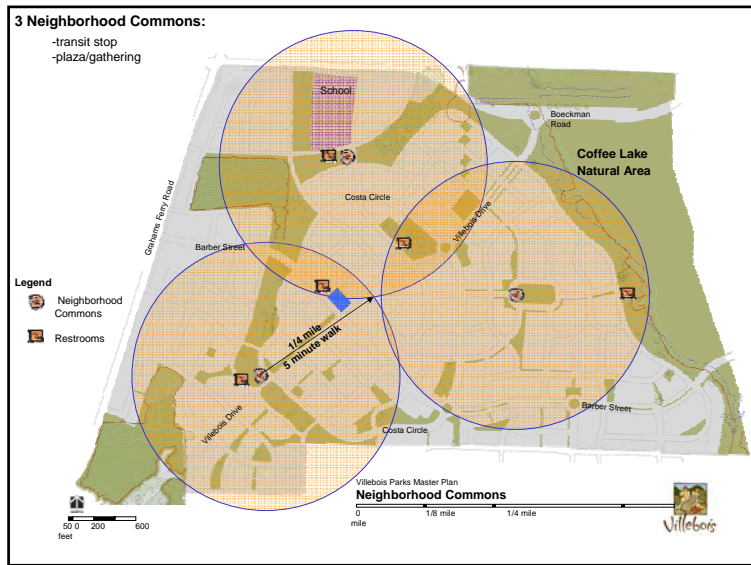 3 Neighborhood Commons:
-transit stop
-plaza/gathering
School
Boeckman
Road
Coffee Lake
Natural Area
Costa Circle
Grahams Ferry Road
Villebois Drive
Barber Street
Legend
Neighborhood
Commons
Restrooms
1/4 mile
5 minute walk
Villebois Drive
Costa Circle
Barber Street
Villebois Parks Master Plan
Neighborhood Commons
0
mile
1/8 mile
1/4 mile
50 0 200 600
feet
Villebois